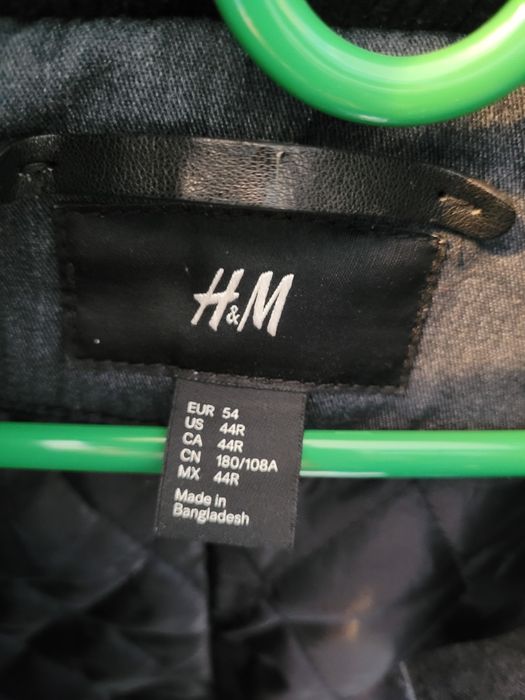 H&M
EUR 54
US 44R
CA 44R
CN 180/108A
MX 44R
Made in
Bangladesh